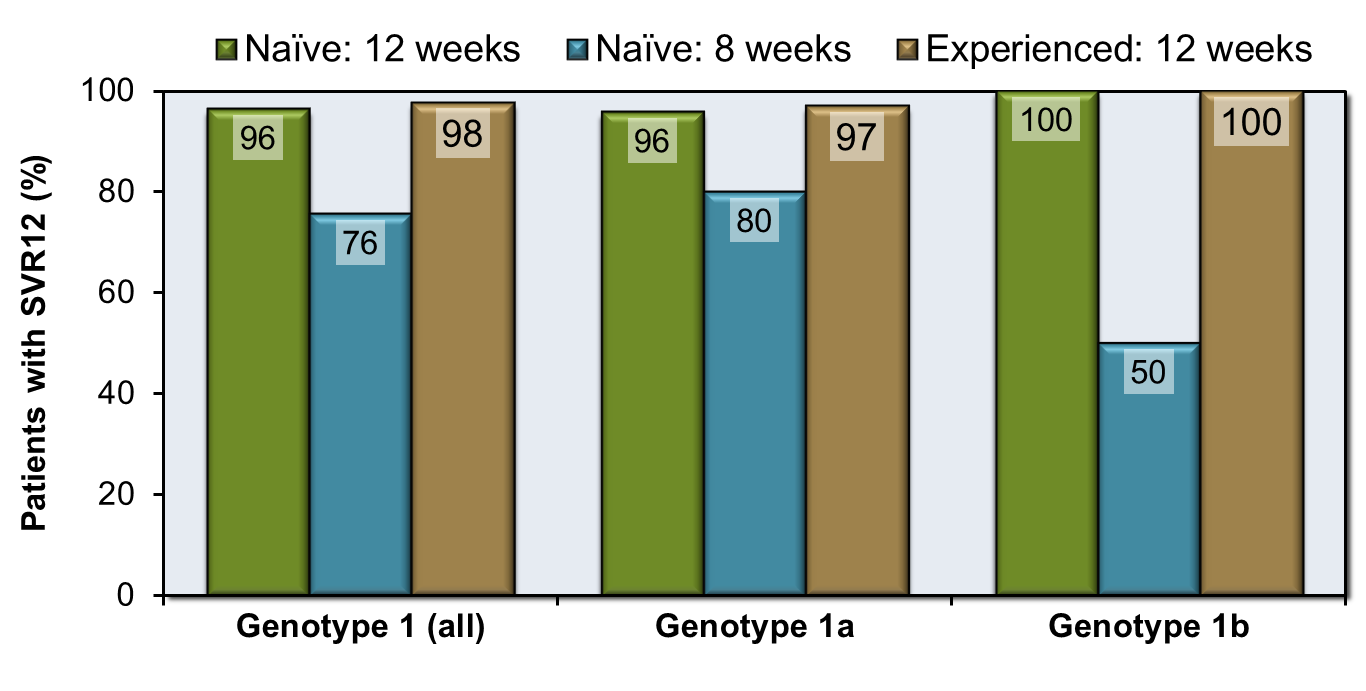 Naïve: 12 weeks Naïve: 8 weeks Experienced: 12 weeks
Patients with SVR12 (%)
100
80
60
40
20
0
96 76 98
96 80 97
100 50 100
Genotype 1 (all) Genotype 1a Genotype 1b